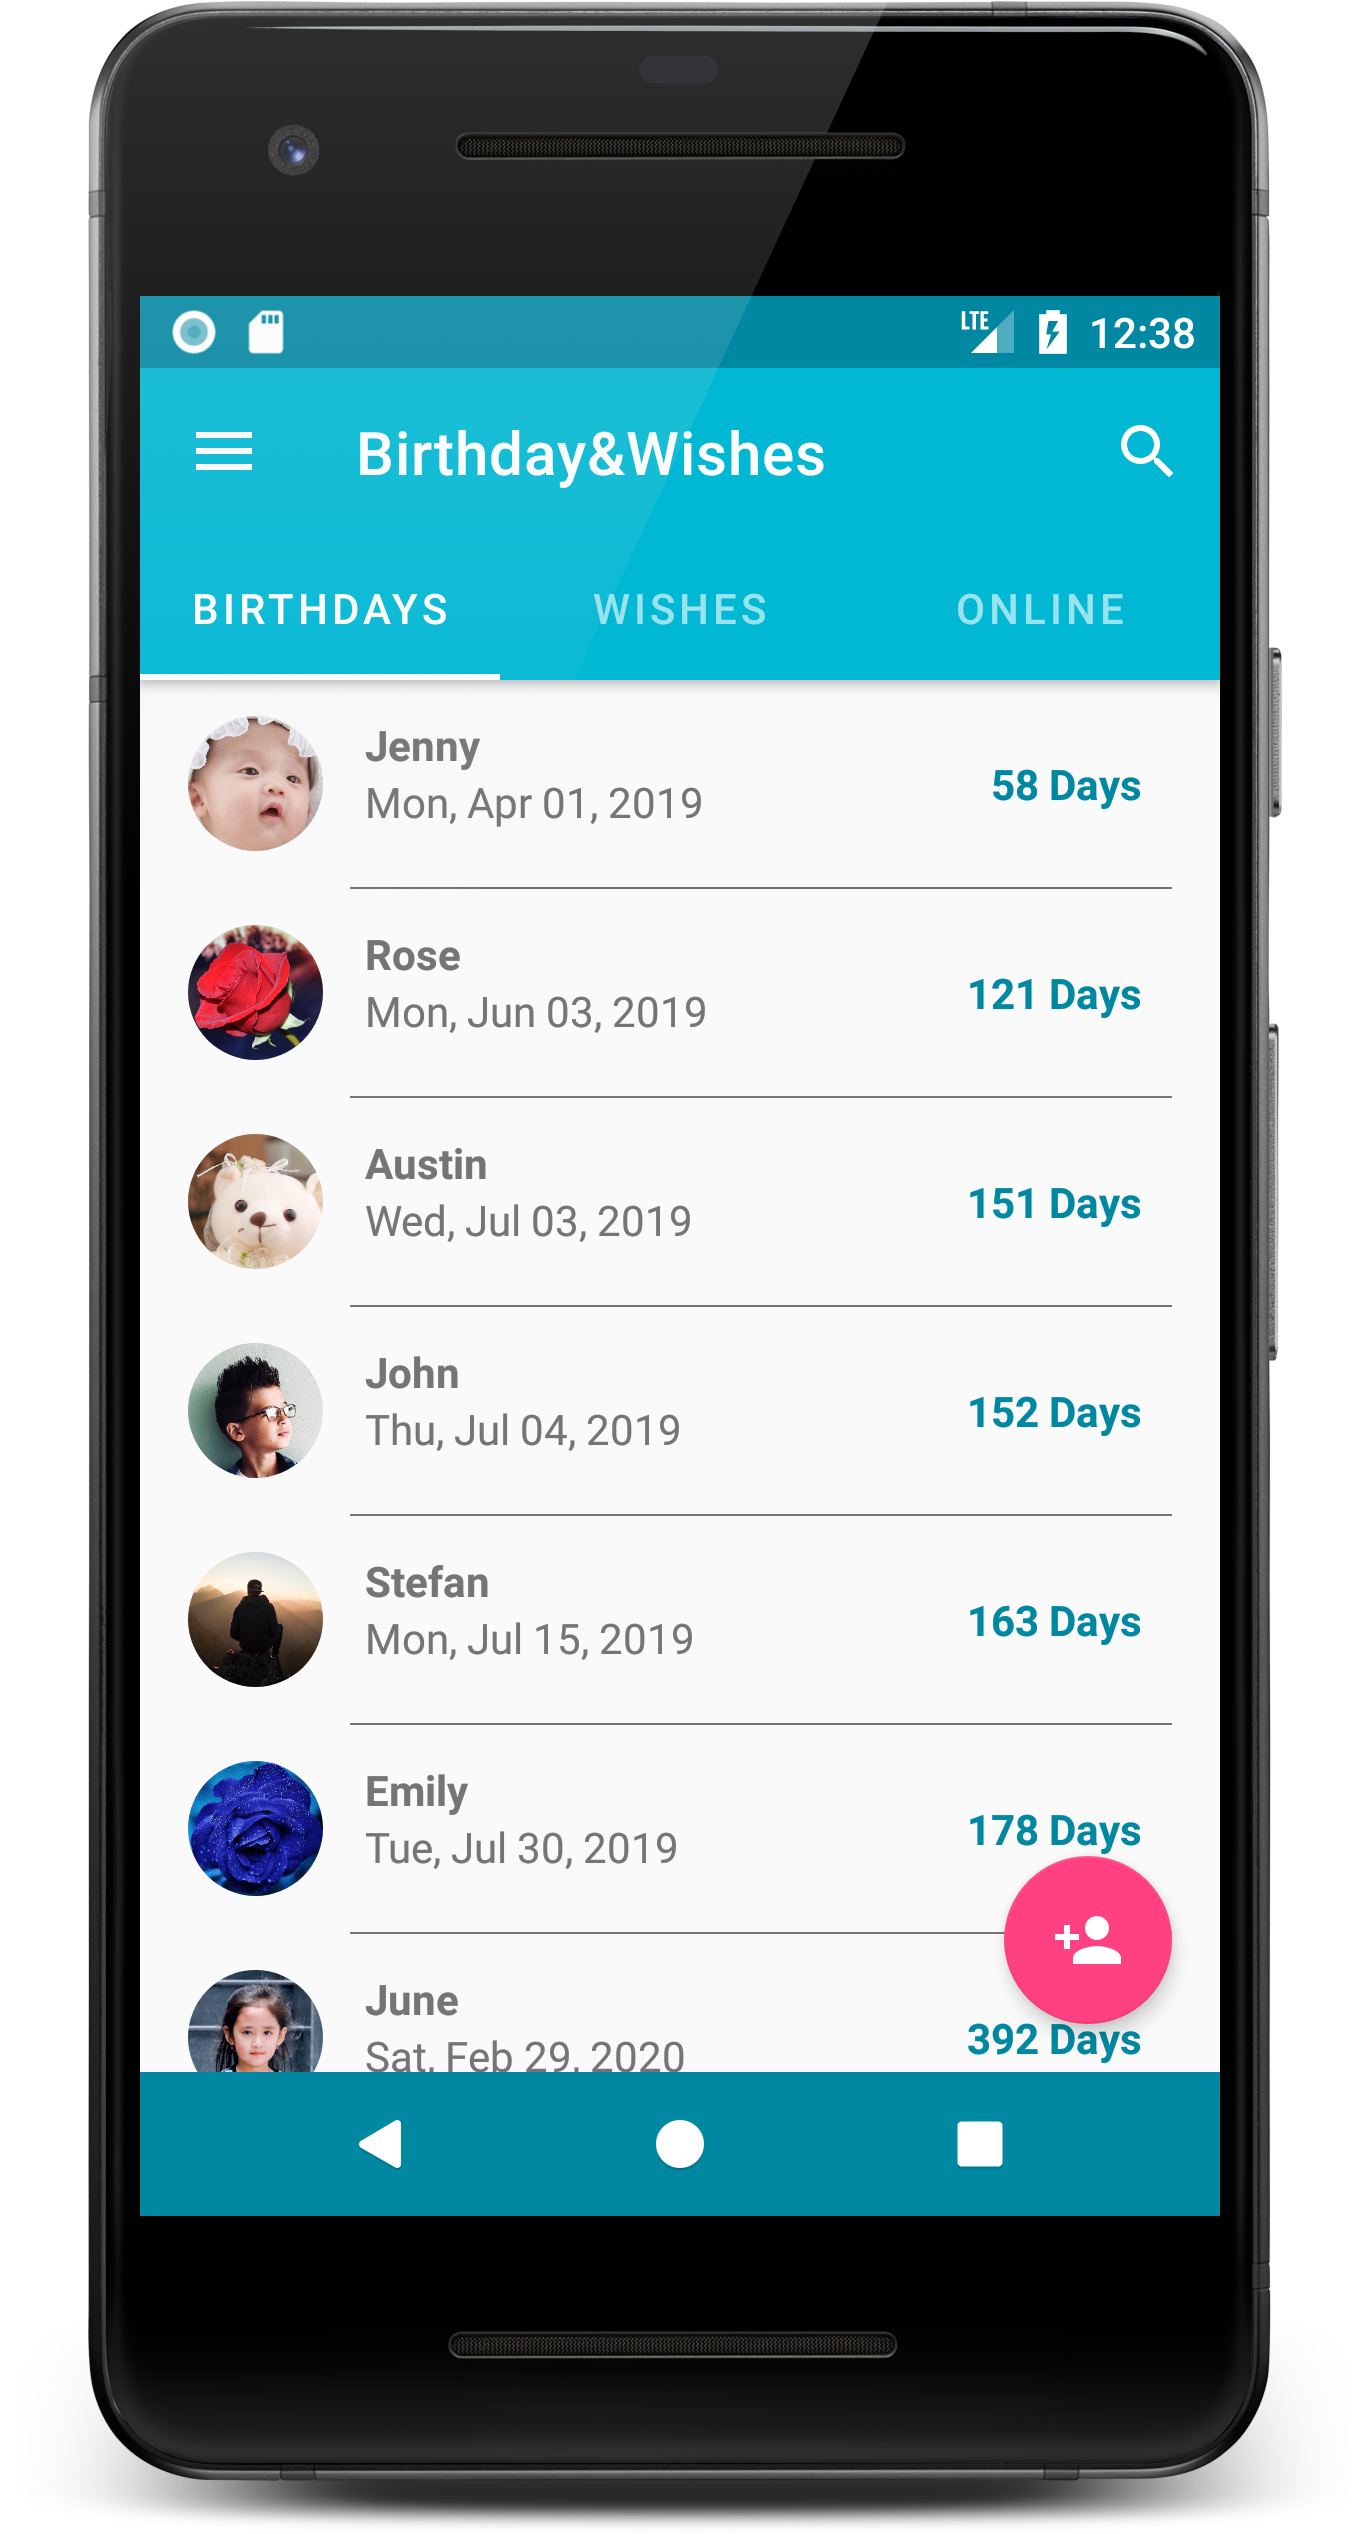 LTE 12:38
Birthday&Wishes
BIRTHDAYS WISHES ONLINE
Jenny
Mon, Apr 01, 2019
58 Days
Rose
Mon, Jun 03, 2019
121 Days
Austin
Wed, Jul 03, 2019
151 Days
John
Thu, Jul 04, 2019
152 Days
Stefan
Mon, Jul 15, 2019
163 Days
Emily
Tue, Jul 30, 2019
178 Days
June
Sat, Feb 29, 2020
392 Days